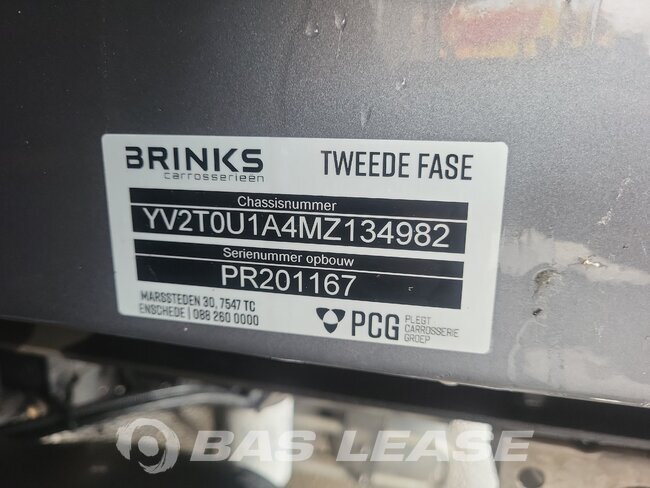 BRINKS
carrosserieën
TWEEDE FASE
Chassisnummer
YV2T0U1A4MZ134982
Serienummer opbouw
PR201167
MARSSTEDEN 30, 7547 TC
ENSCHEDE | 088 260 0000
PCG
PLEGT
CARROSSERIE
GROEP
BAS LEASE